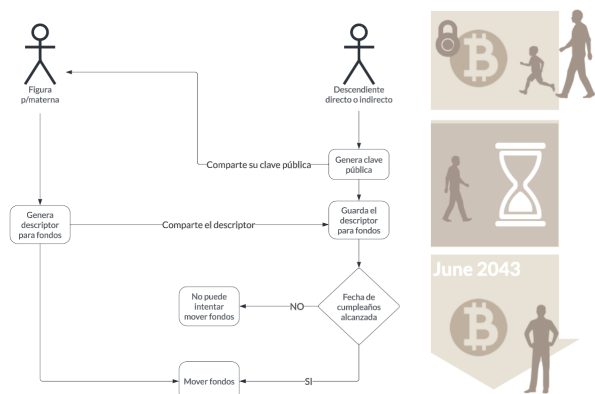 Figura
p/materna
Descendiente
directo o indirecto
Comparte su clave pública
Genera clave
pública
Genera
descriptor
para fondos
Comparte el descriptor
Guarda el
descriptor
para fondos
No puede
intentar
mover fondos
NO
Fecha de
cumpleaños
alcanzada
Mover fondos
SI
June 2043